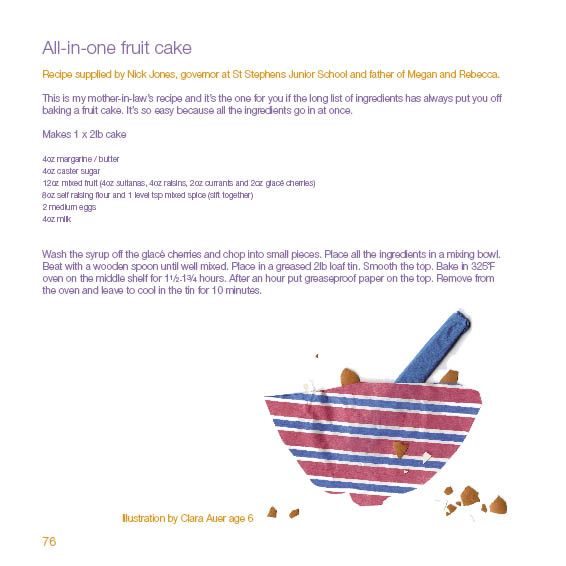 All-in-one fruit cake
Recipe supplied by Nick Jones, governor at St Stephens Junior School and father of Megan and Rebecca.
This is my mother-in-law's recipe and it's the one for you if the long list of ingredients has always put you off
baking a fruit cake. It's so easy because all the ingredients go in at once.
Makes 1 x 2lb cake
4oz margarine / butter
4oz caster sugar
12oz mixed fruit (4oz sultanas, 4oz raisins, 2oz currants and 2oz glacé cherries)
8oz self raising flour and 1 level tsp mixed spice (sift together)
2 medium eggs
4oz milk
Wash the syrup off the glacé cherries and chop into small pieces. Place all the ingredients in a mixing bowl.
Beat with a wooden spoon until well mixed. Place in a greased 2lb loaf tin. Smooth the top. Bake in 325°F
oven on the middle shelf for 1½-1¾ hours. After an hour put greaseproof paper on the top. Remove from
the oven and leave to cool in the tin for 10 minutes.
Illustration by Clara Auer age 6
76